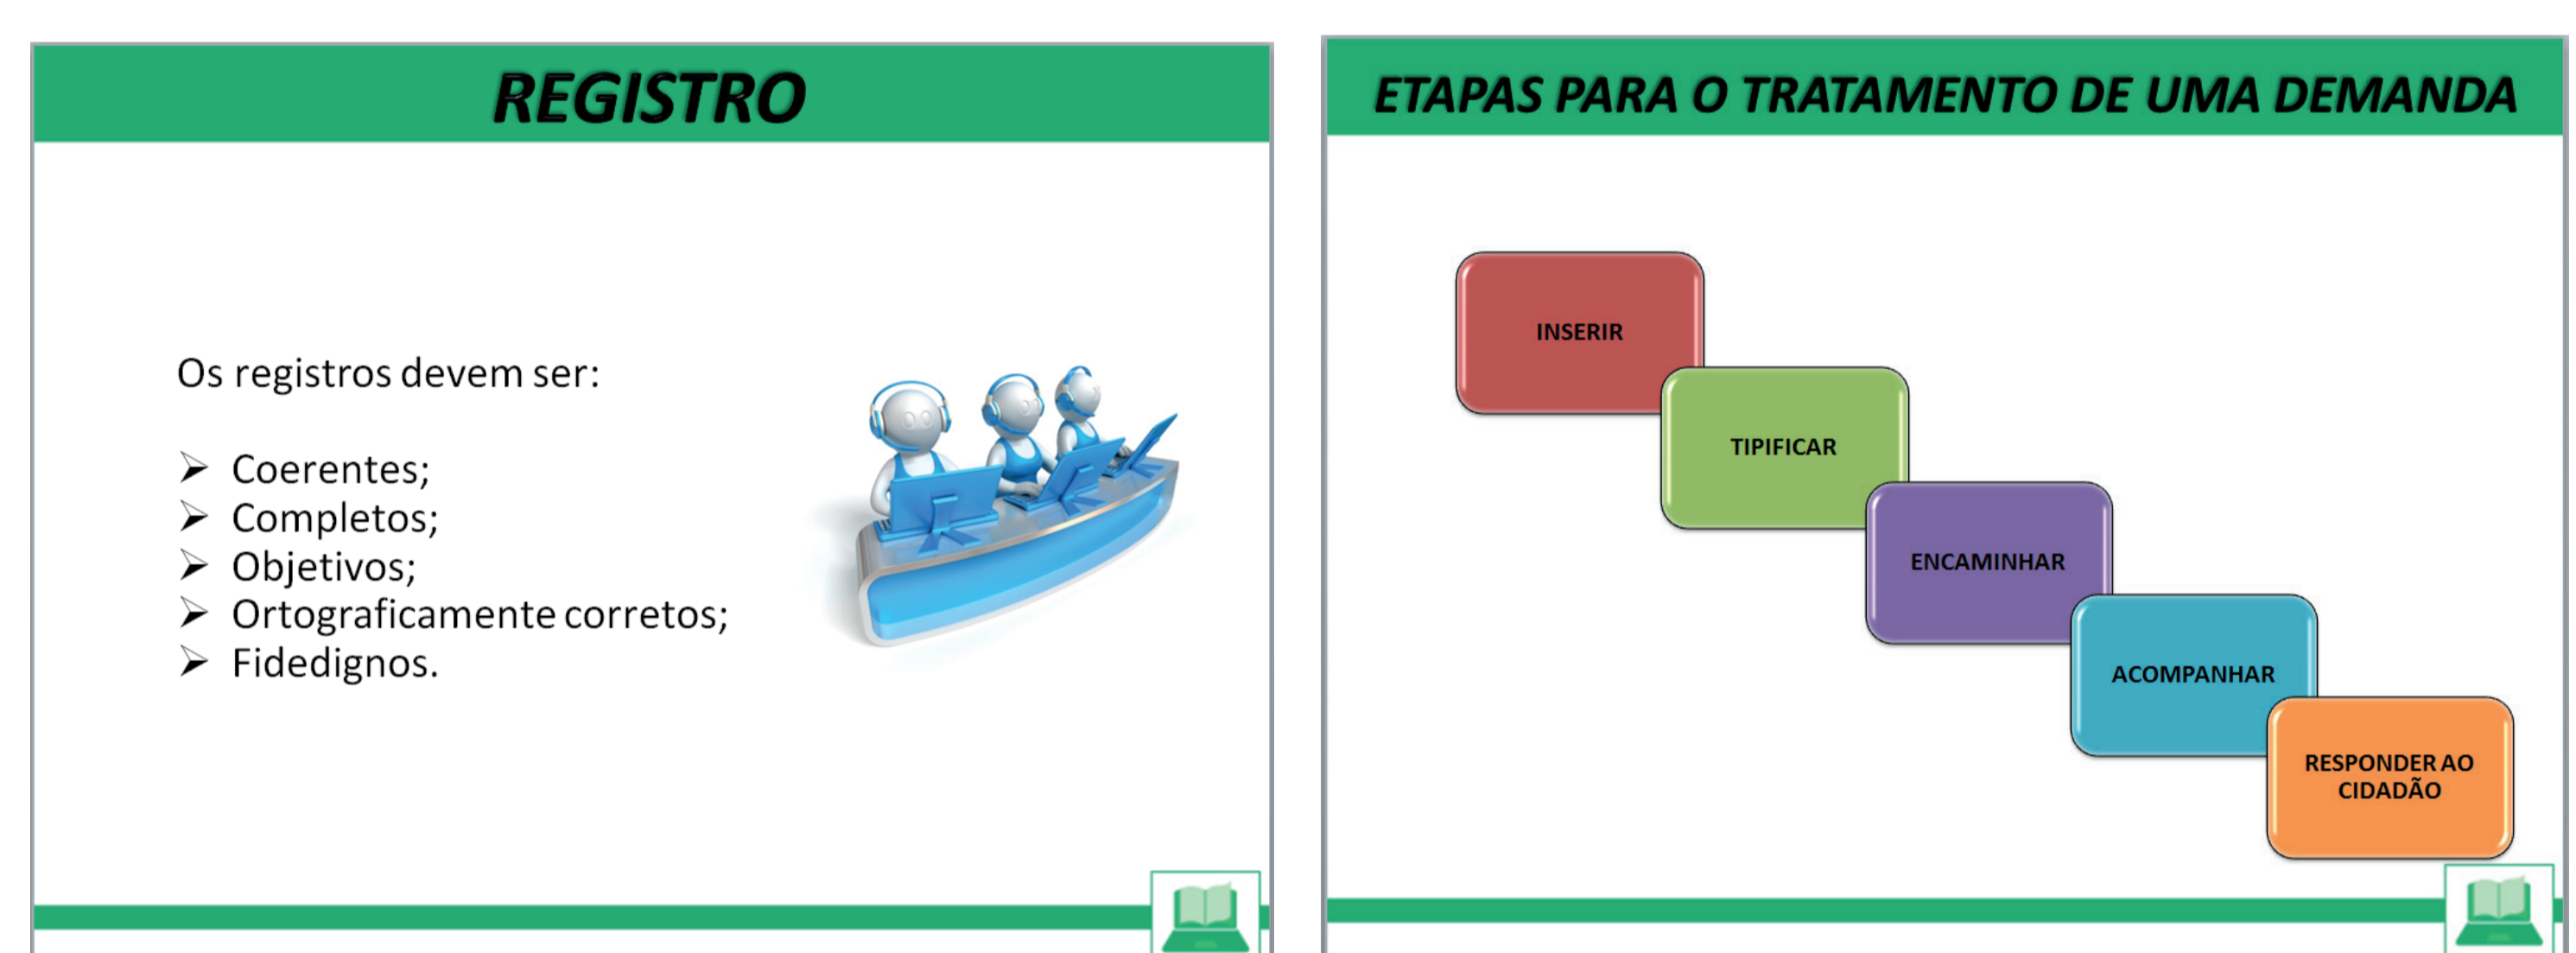 REGISTRO
Os registros devem ser:
Coerentes;
Completos;
Objetivos;
Ortograficamente corretos;
Fidedignos.
ETAPAS PARA O TRATAMENTO DE UMA DEMANDA
INSERIR
TIPIFICAR
ENCAMINHAR
ACOMPANHAR
RESPONDER AO
CIDADÃO